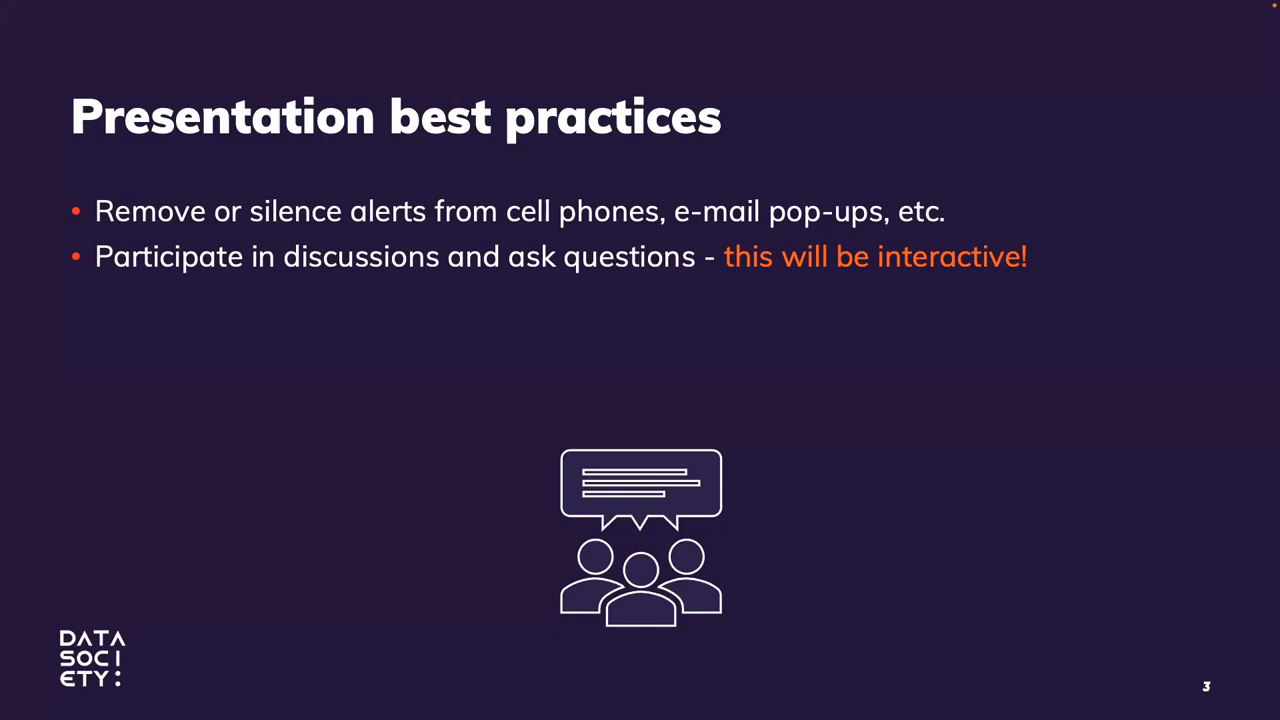 Presentation best practices
• Remove or silence alerts from cell phones, e-mail pop-ups, etc.
• Participate in discussions and ask questions - this will be interactive!
DATA
SOCI
ETY:
3